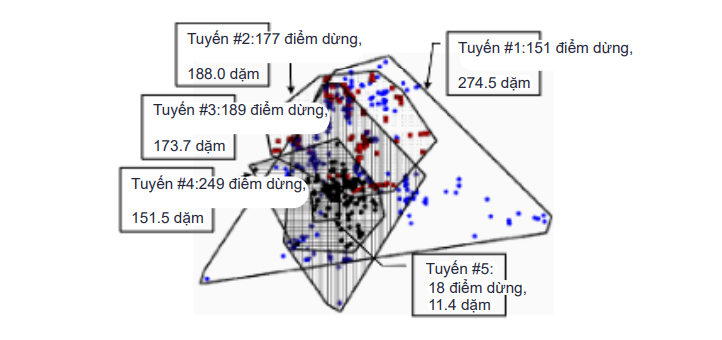 Tuyến #2:177 điểm dừng,
188.0 dặm
Tuyến #1:151 điểm dừng,
274.5 dặm
Tuyến #3:189 điểm dừng,
173.7 dặm
Tuyến #4:249 điểm dừng,
151.5 dặm
Tuyến #5:
18 điểm dừng,
11.4 dặm